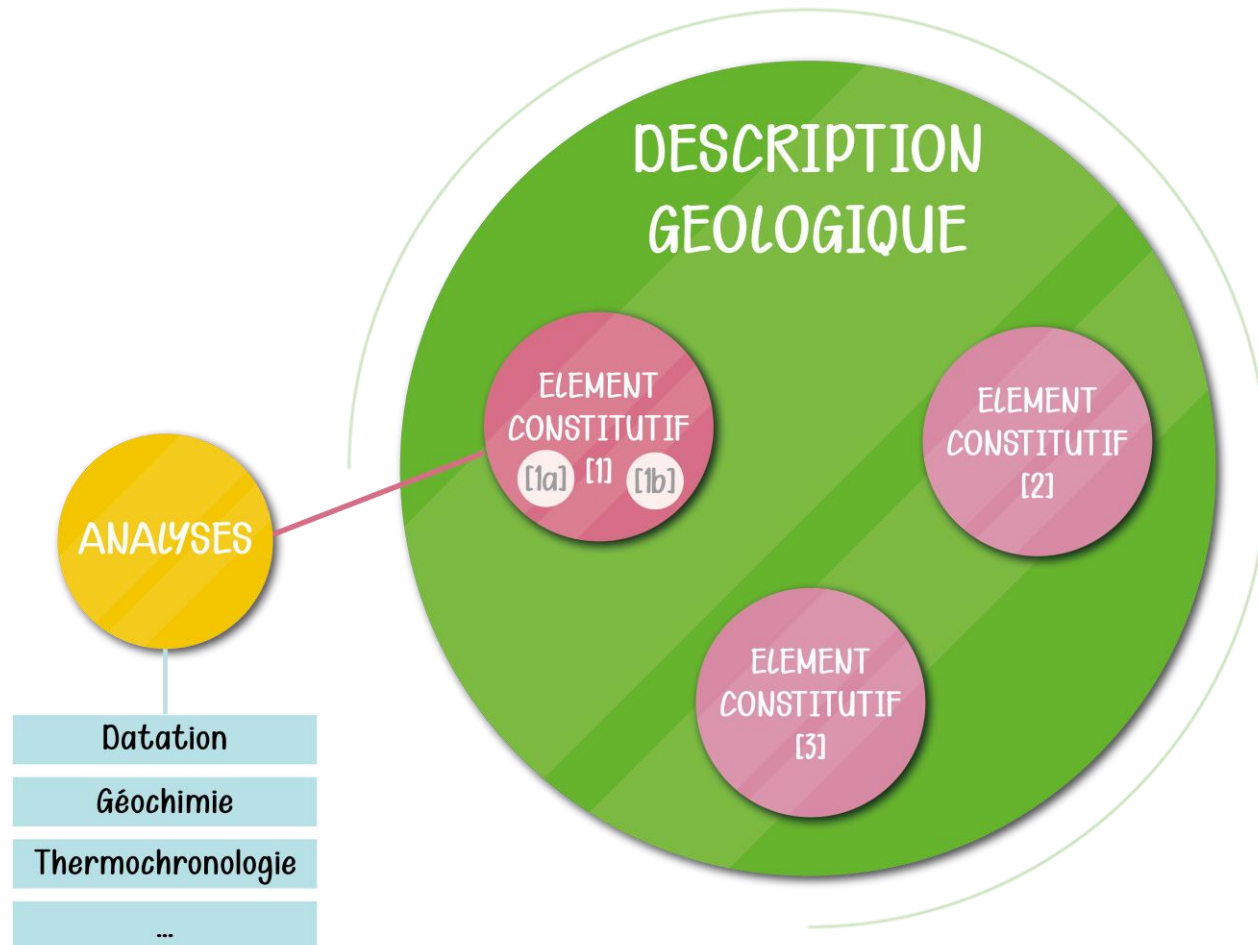 DESCRIPTION
GEOLOGIQUE
ELEMENT
CONSTITUTIF
[1a] [1] [1b]
ELEMENT
CONSTITUTIF
[2]
ELEMENT
CONSTITUTIF
[3]
ANALYSES
Datation
Géochimie
Thermochronologie
...